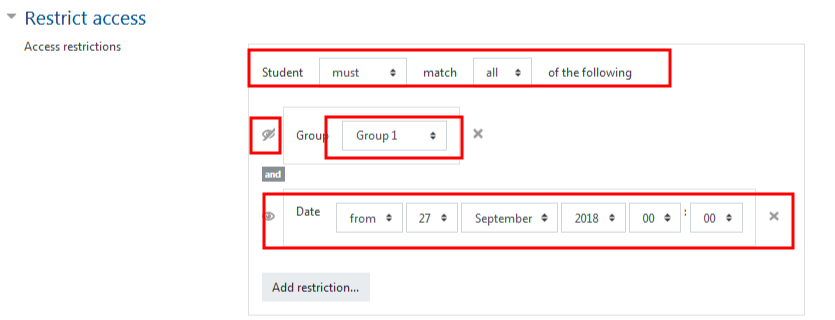 Restrict access
Access restrictions
Student must match all of the following
Group Group 1
and
Date from 27 September 2018 00 : 00
Add restriction...